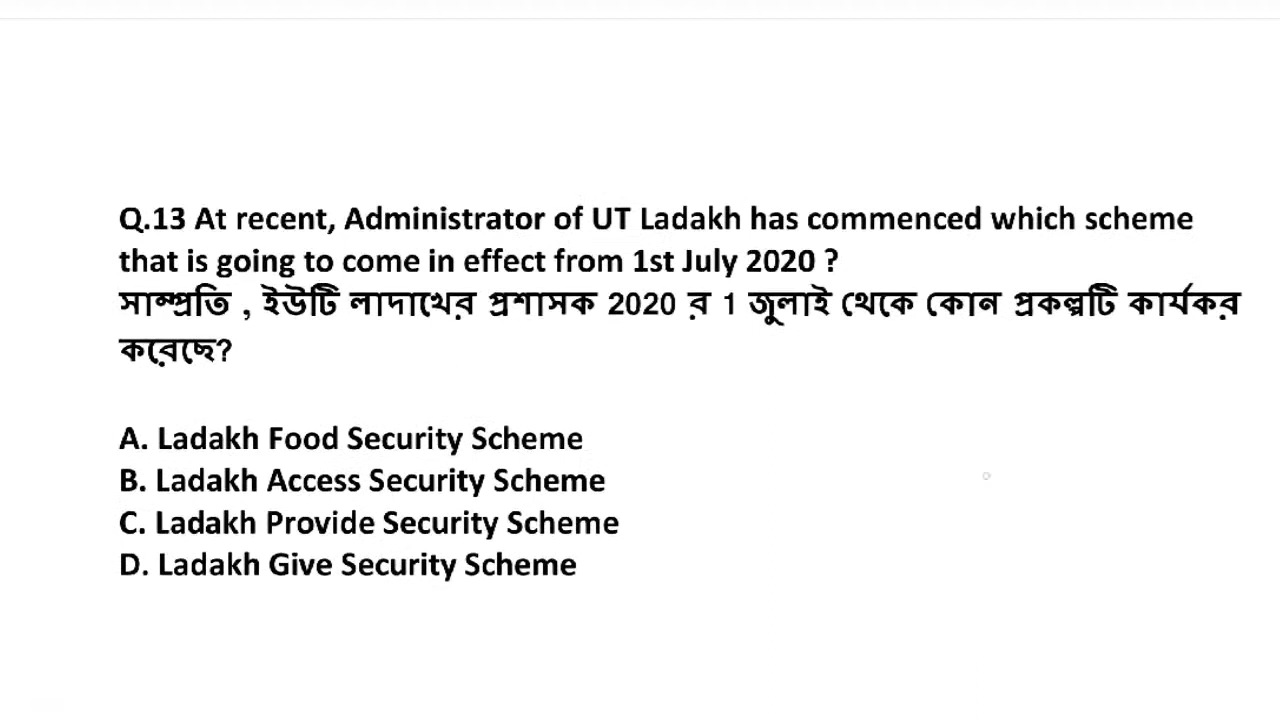 Q.13 At recent, Administrator of UT Ladakh has commenced which scheme
that is going to come in effect from 1st July 2020 ?
সাম্প্রতি , ইউটি লাদাখের প্রশাসক 2020 র 1 জুলাই থেকে কোন প্রকল্পটি কার্যকর
করেছে?
A. Ladakh Food Security Scheme
B. Ladakh Access Security Scheme
C. Ladakh Provide Security Scheme
D. Ladakh Give Security Scheme